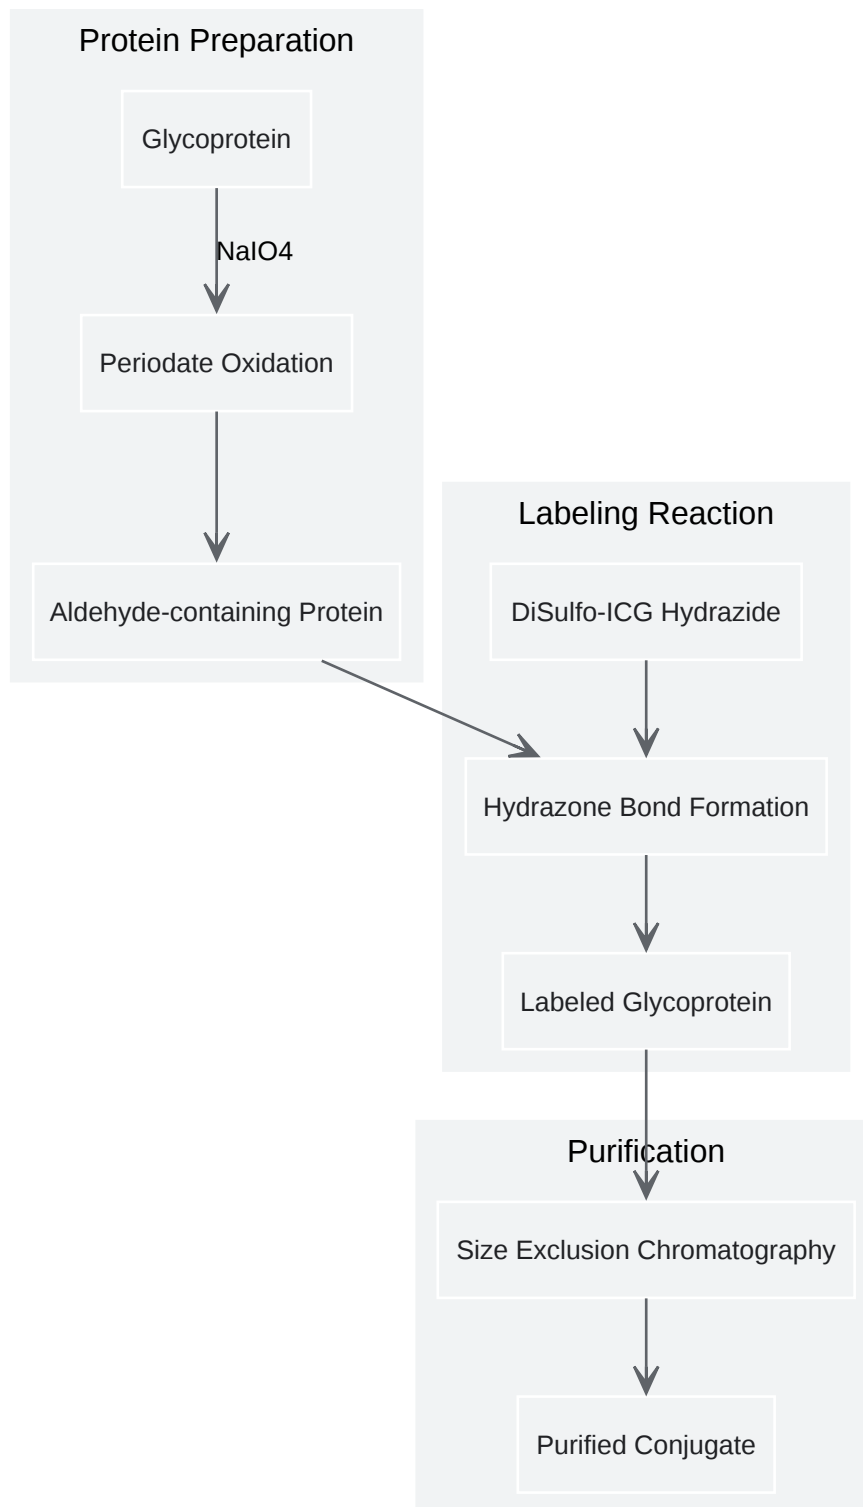 Protein Preparation
Glycoprotein
NaIO4
Periodate Oxidation
Aldehyde-containing Protein
Labeling Reaction
DiSulfo-ICG Hydrazide
Hydrazone Bond Formation
Labeled Glycoprotein
Purification
Size Exclusion Chromatography
Purified Conjugate